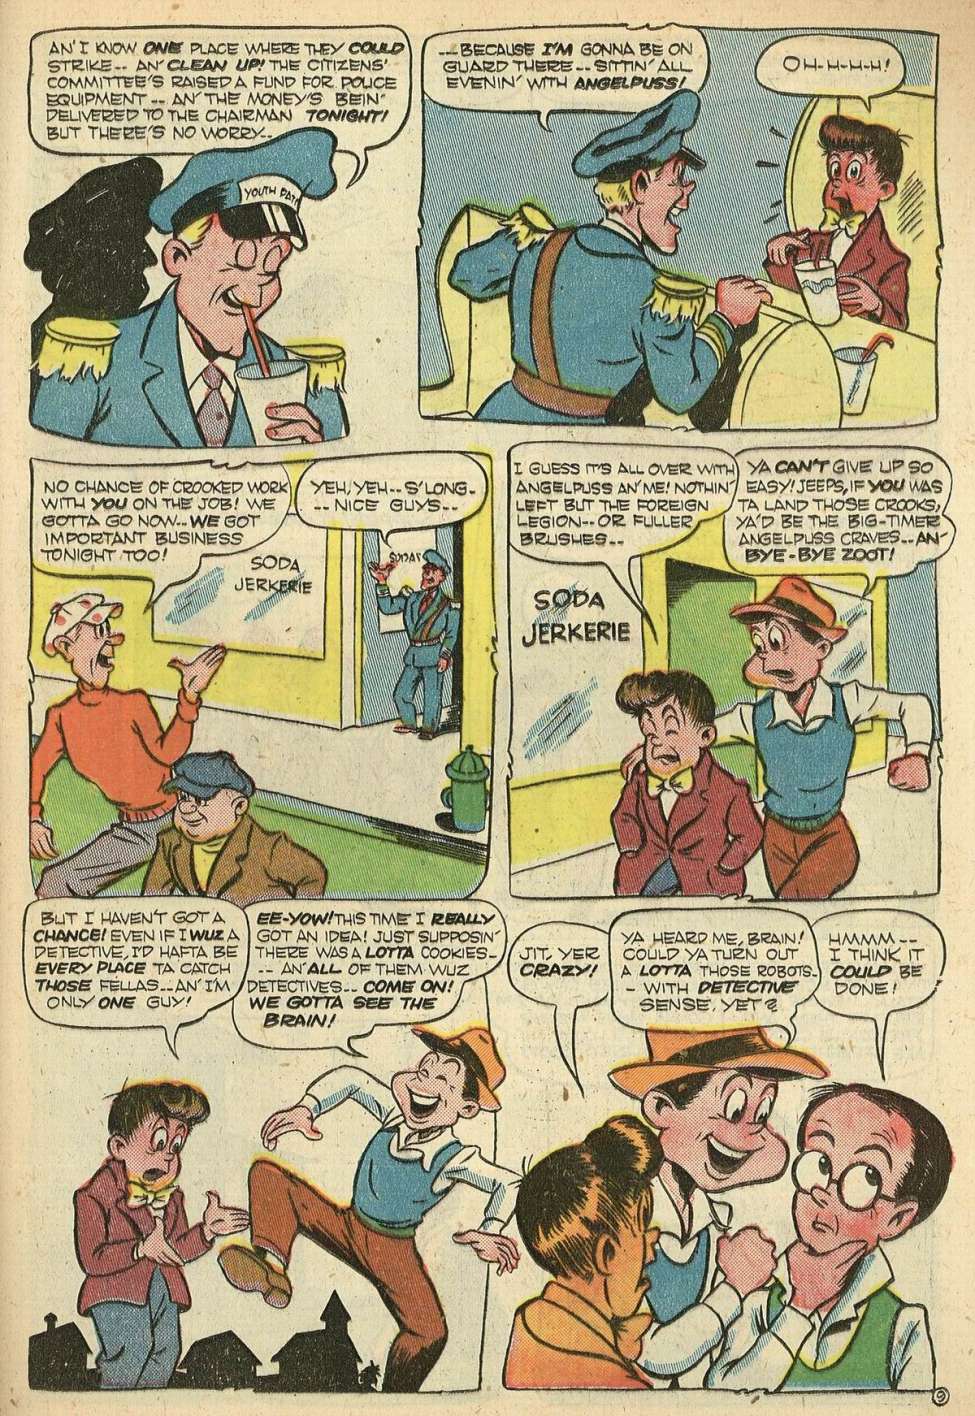 AN' I KNOW ONE PLACE WHERE THEY COULD
STRIKE-- AN' CLEAN UP! THE CITIZENS'
COMMITTEE'S RAISED A FUND FOR POLICE
EQUIPMENT -- AN' THE MONEY'S BEIN'
DELIVERED TO THE CHAIRMAN TONIGHT!
BUT THERE'S NO WORRY--
YOUTH PAT
---BECAUSE I'M GONNA BE ON
GUARD THERE -- SITTIN' ALL
EVENIN' WITH ANGELPUSS!
OH-H-H-H!
NO CHANCE OF CROOKED WORK
WITH YOU ON THE JOB! WE
GOTTA GO NOW-- WE GOT
IMPORTANT BUSINESS
TONIGHT TOO!
YEH, YEH-- S'LONG-
-- NICE GUYS--
SODA
JERKERIE
SODA
I GUESS IT'S ALL OVER WITH
ANGELPUSS AN' ME! NOTHIN'
LEFT BUT THE FOREIGN
LEGION-- OR FULLER
BRUSHES--
YA CAN'T GIVE UP SO
EASY! JEEPS, IF YOU WAS
TA LAND THOSE CROOKS,
YA'D BE THE BIG-TIMER
ANGELPUSS CRAVES-- AN'
BYE-BYE ZOOT!
SODA
JERKERIE
BUT I HAVEN'T GOT A
CHANCE! EVEN IF I WUZ A
DETECTIVE, I'D HAFTA BE
EVERY PLACE TA CATCH
THOSE FELLAS--AN' I'M
ONLY ONE GUY!
EE-YOW! THIS TIME I REALLY
GOT AN IDEA! JUST SUPPOSIN'
THERE WAS A LOTTA COOKIES-
-- AN' ALL OF THEM WUZ
DETECTIVES-- COME ON!
WE GOTTA SEE THE
BRAIN!
JIT, YER
CRAZY!
YA HEARD ME, BRAIN!
COULD YA TURN OUT
A LOTTA THOSE ROBOTS-
- WITH DETECTIVE
SENSE, YET?
HMMM--
I THINK IT
COULD BE
DONE!
9